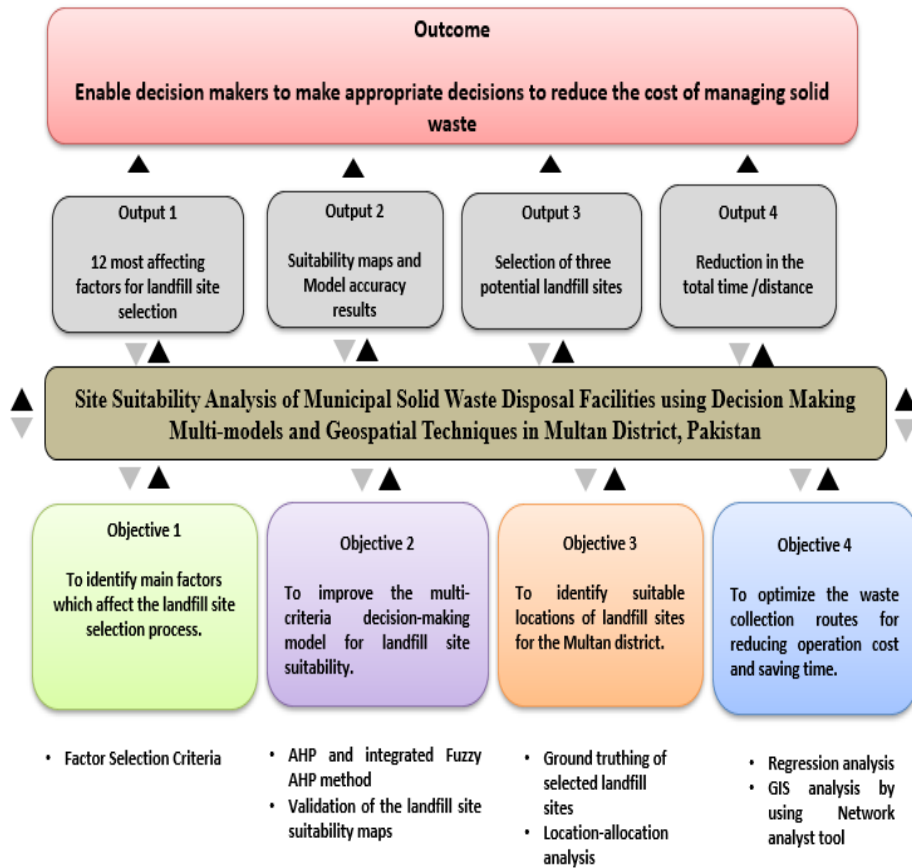 Outcome
Enable decision makers to make appropriate decisions to reduce the cost of managing solid
waste
Output 1
12 most affecting
factors for landfill site
selection
Output 2
Suitability maps and
Model accuracy
results
Output 3
Selection of three
potential landfill sites
Output 4
Reduction in the
total time /distance
Site Suitability Analysis of Municipal Solid Waste Disposal Facilities using Decision Making
Multi-models and Geospatial Techniques in Multan District, Pakistan
Objective 1
To identify main factors
which affect the landfill site
selection process.
Objective 2
To improve the multi-
criteria decision-making
model for landfill site
suitability.
Objective 3
To identify suitable
locations of landfill sites
for the Multan district.
Objective 4
To optimize the waste
collection routes for
reducing operation cost
and saving time.
• Factor Selection Criteria
• AHP and integrated Fuzzy
AHP method
• Validation of the landfill site
suitability maps
• Ground truthing of
selected landfill
sites
• Location-allocation
analysis
• Regression analysis
• GIS analysis by
using Network
analyst tool